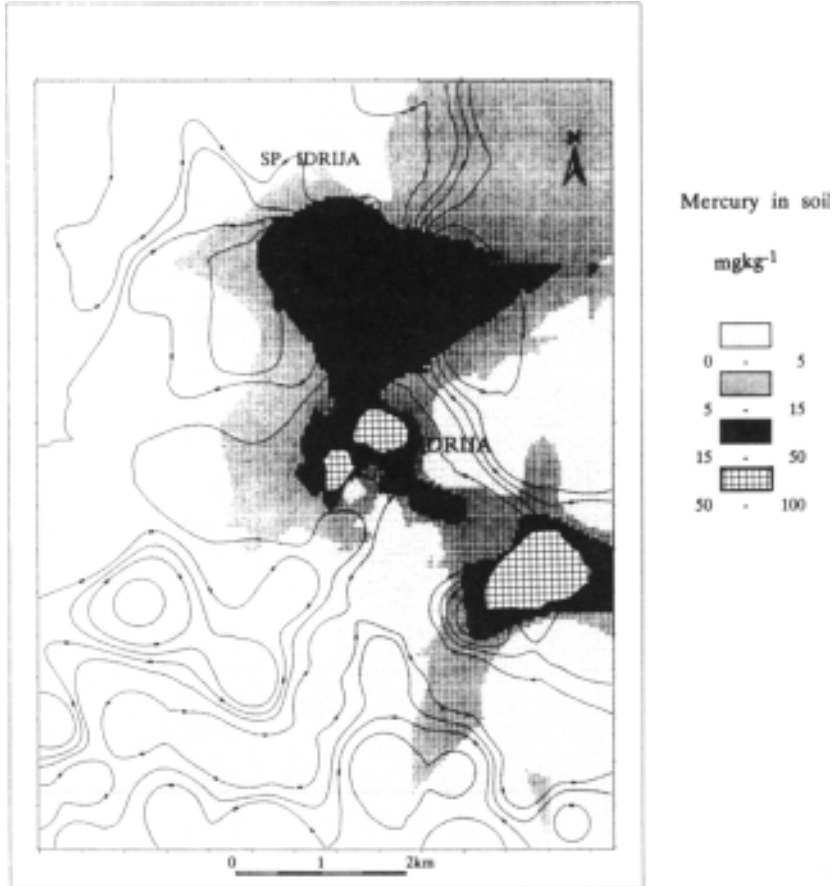 SP. IDRIJA
IDRIJA
Mercury in soil
mgkg-1
0 - 5
5 - 15
15 - 50
50 - 100
0 1 2km